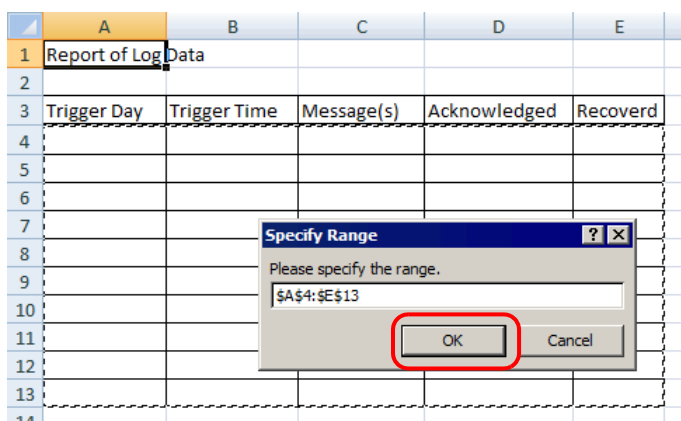 A B C D E
1 Report of Log Data
2
3 Trigger Day Trigger Time Message(s) Acknowledged Recoverd
4
5
6
7
Specify Range
8
Please specify the range.
9
$A$4:$E$13
10
11 OK Cancel
12
13
14